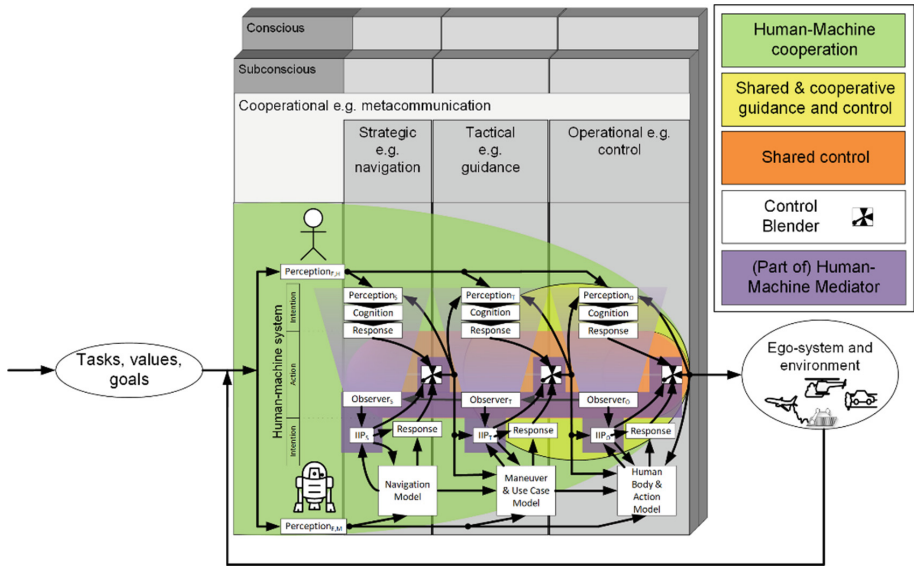 Conscious
Subconscious
Cooperational e.g. metacommunication
Strategic
e.g.
navigation
Tactical
e.g.
guidance
Operational e.g.
control
Human-Machine
cooperation
Shared & cooperative
guidance and control
Shared control
Control
Blender
(Part of) Human-
Machine Mediator
Tasks, values,
goals
Human-machine system
Intention
Action
Intention
Perception F,H
Perception S
Cognition
Response
Perception T
Cognition
Response
Perception O
Cognition
Response
Observer S
Observer T
Observer O
IIP S
Response
IIP T
Response
IIP O
Response
Navigation
Model
Maneuver
& Use Case
Model
Human
Body &
Action
Model
Perception F,M
Ego-system and
environment